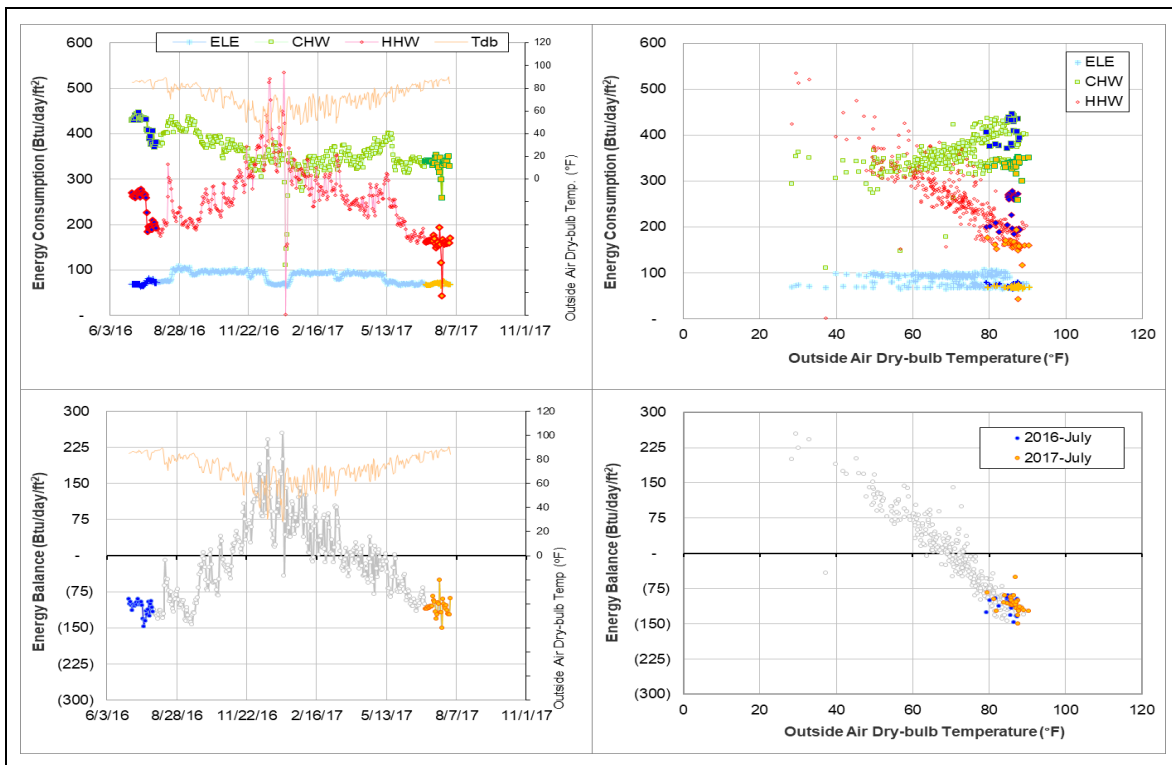 ELE CHW HHW Tdb
Energy Consumption (Btu/day/ft²)
600
500
400
300
200
100
-
120
100
80
60
40
20
0
Outside Air Dry-bulb Temp. (°F)
6/3/16 8/28/16 11/22/16 2/16/17 5/13/17 8/7/17 11/1/17
Energy Consumption (Btu/day/ft²)
600
500
400
300
200
100
-
ELE
CHW
HHW
0 20 40 60 80 100 120
Outside Air Dry-bulb Temperature (°F)
Energy Balance (Btu/day/ft²)
300
225
150
75
-
(75)
(150)
(225)
(300)
120
100
80
60
40
20
0
Outside Air Dry-bulb Temp (°F)
6/3/16 8/28/16 11/22/16 2/16/17 5/13/17 8/7/17 11/1/17
Energy Balance (Btu/day/ft²)
300
225
150
75
-
(75)
(150)
(225)
(300)
2016-July
2017-July
0 20 40 60 80 100 120
Outside Air Dry-bulb Temperature (°F)